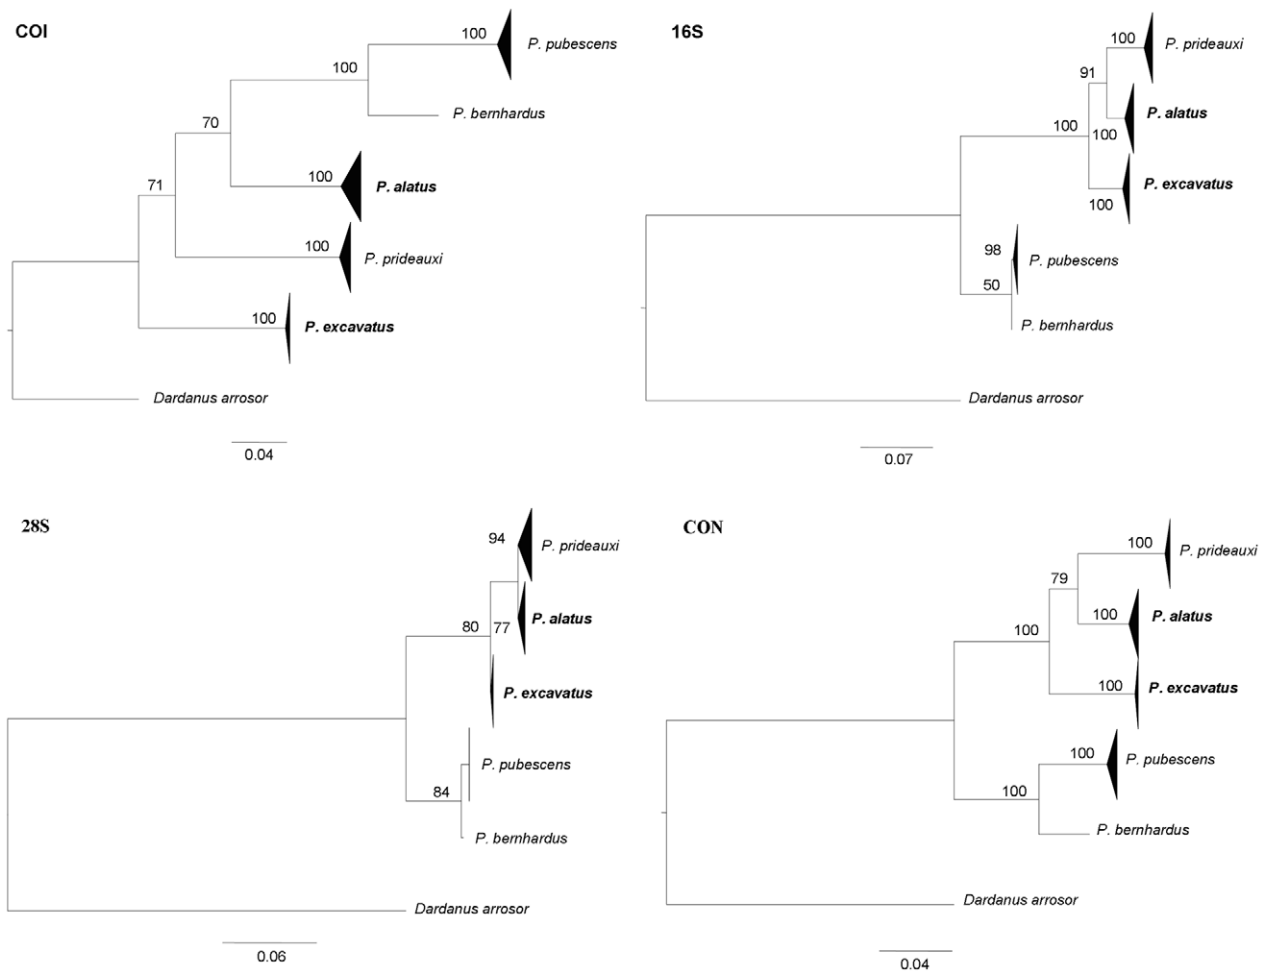 COI
100
P. pubescens
100
P. bernhardus
70
100
P. alatus
71
100
P. prideauxi
100
P. excavatus
Dardanus arrosor
0.04
16S
100
P. prideauxi
91
P. alatus
100
100
P. excavatus
100
98
P. pubescens
50
P. bernhardus
Dardanus arrosor
0.07
28S
94
P. prideauxi
80
77
P. alatus
P. excavatus
P. pubescens
84
P. bernhardus
Dardanus arrosor
0.06
CON
100
P. prideauxi
79
100
P. alatus
100
100
P. excavatus
100
P. pubescens
100
P. bernhardus
Dardanus arrosor
0.04